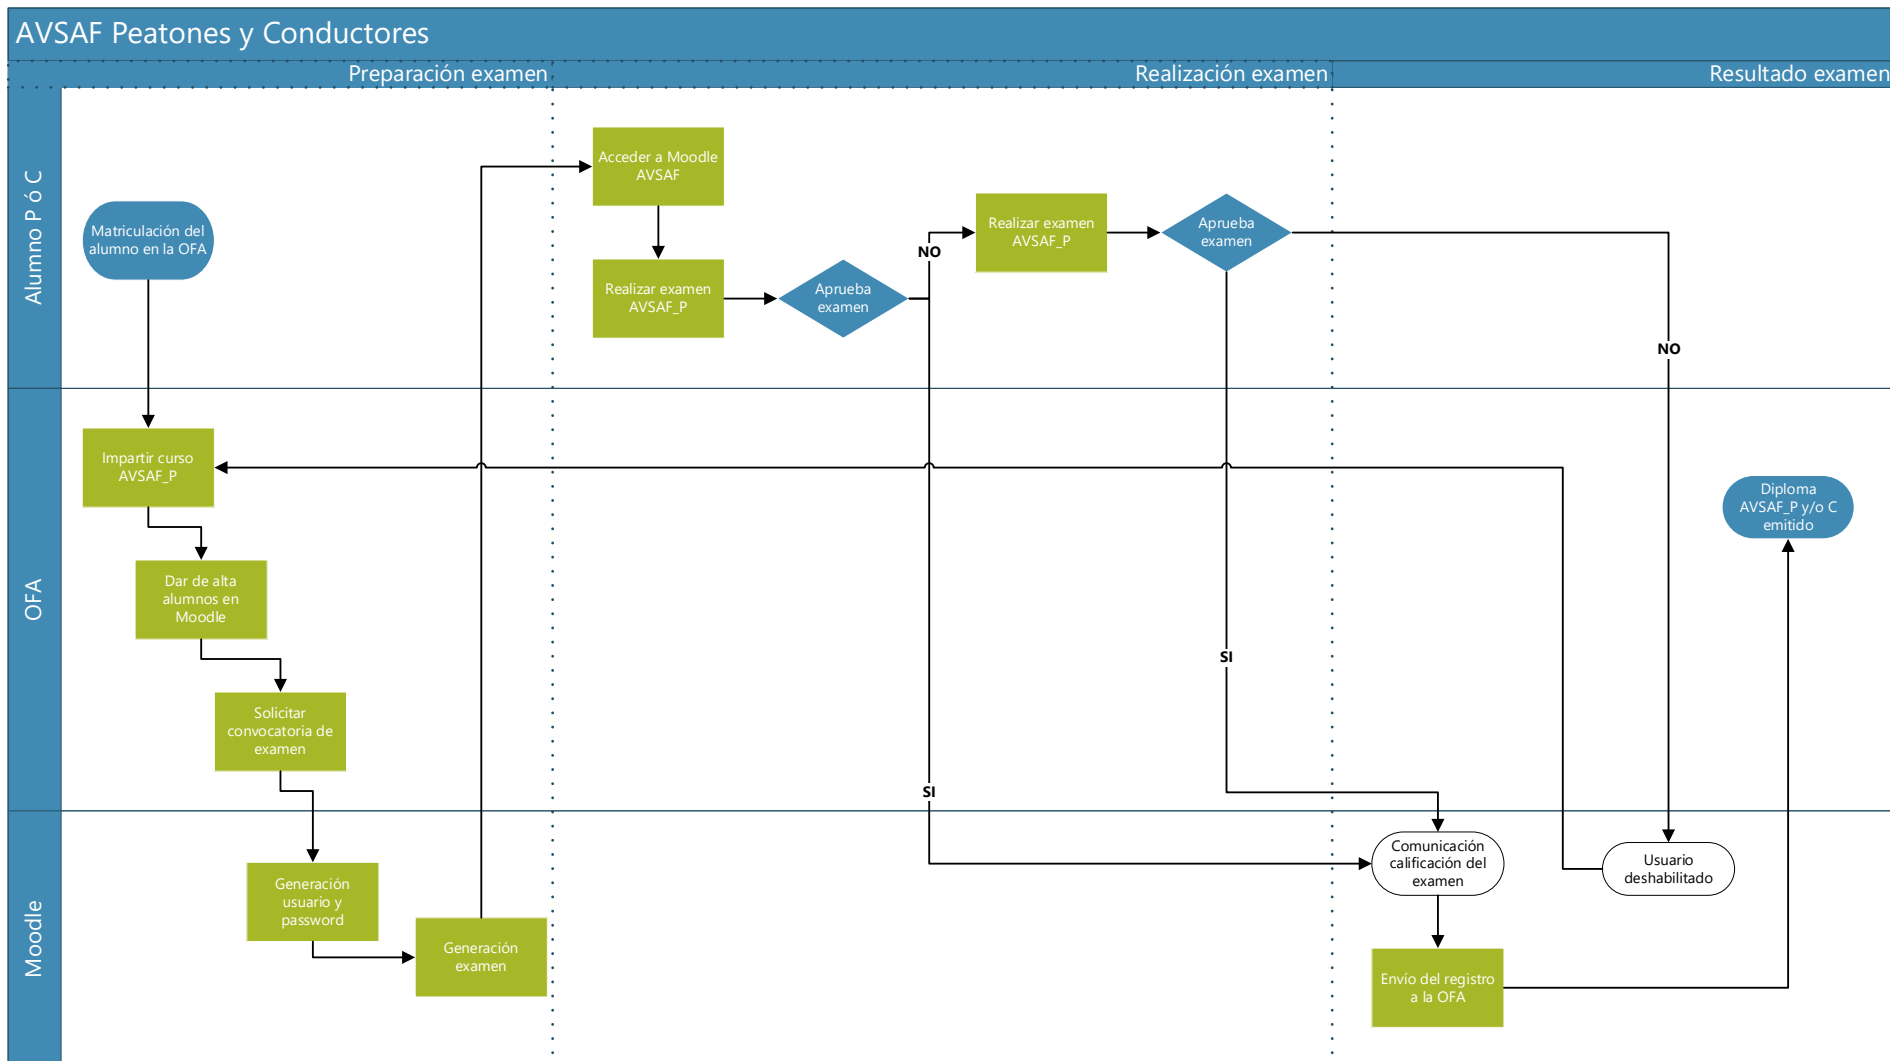 AVSAF Peatones y Conductores
Preparación examen
Realización examen
Resultado examen
Alumno P ó C
Matriculación del
alumno en la OFA
Acceder a Moodle
AVSAF
Realizar examen
AVSAF_P
Aprueba
examen
NO
SI
Realizar examen
AVSAF_P
Aprueba
examen
NO
SI
OFA
Impartir curso
AVSAF_P
Dar de alta
alumnos en
Moodle
Solicitar
convocatoria de
examen
Diploma
AVSAF_P y/o C
emitido
Moodle
Generación
usuario y
password
Generación
examen
Comunicación
calificación del
examen
Usuario
deshabilitado
Envío del registro
a la OFA